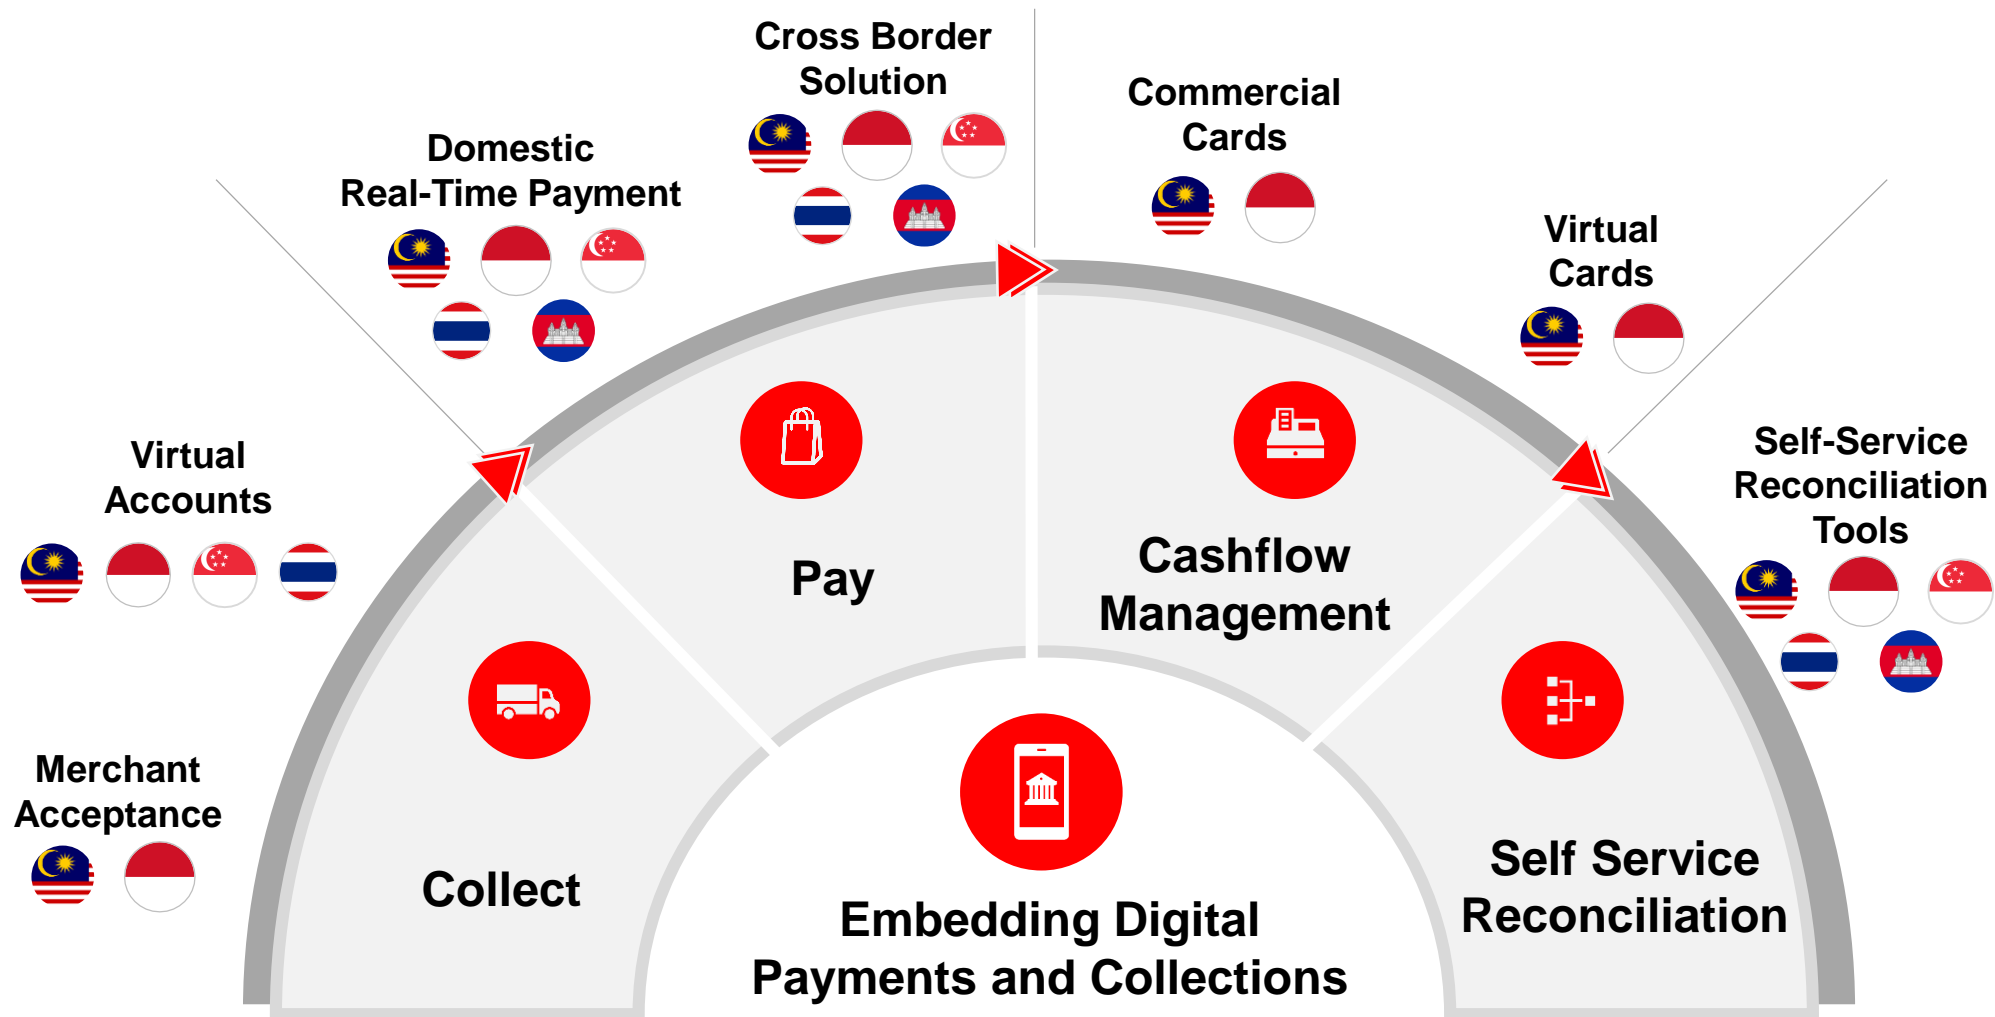 Cross Border
Solution
Commercial
Cards
Domestic
Real-Time Payment
Virtual
Cards
Virtual
Accounts
Self-Service
Reconciliation
Tools
Pay
Cashflow
Management
Merchant
Acceptance
Collect
Self Service
Reconciliation
Embedding Digital
Payments and Collections